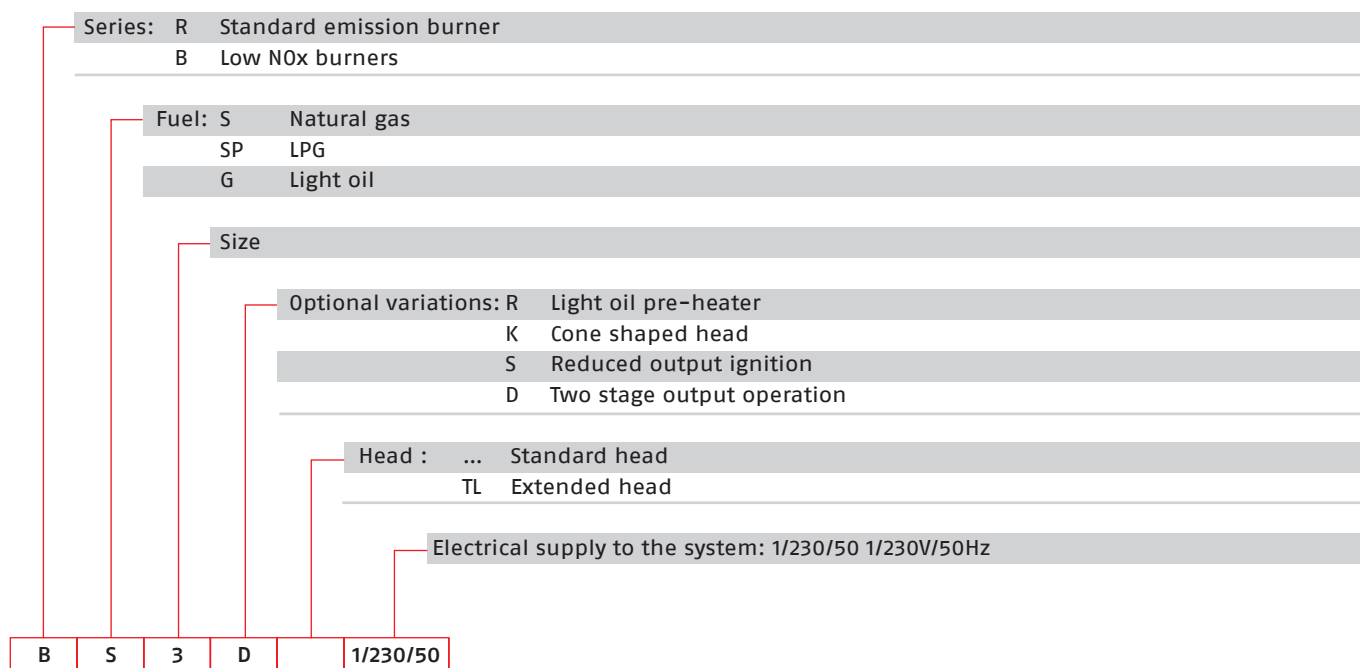 Series: R Standard emission burner
B Low NOx burners
Fuel: S Natural gas
SP LPG
G Light oil
Size
Optional variations: R Light oil pre-heater
K Cone shaped head
S Reduced output ignition
D Two stage output operation
Head : ... Standard head
TL Extended head
Electrical supply to the system: 1/230/50 1/230V/50Hz
B S 3 D 1/230/50